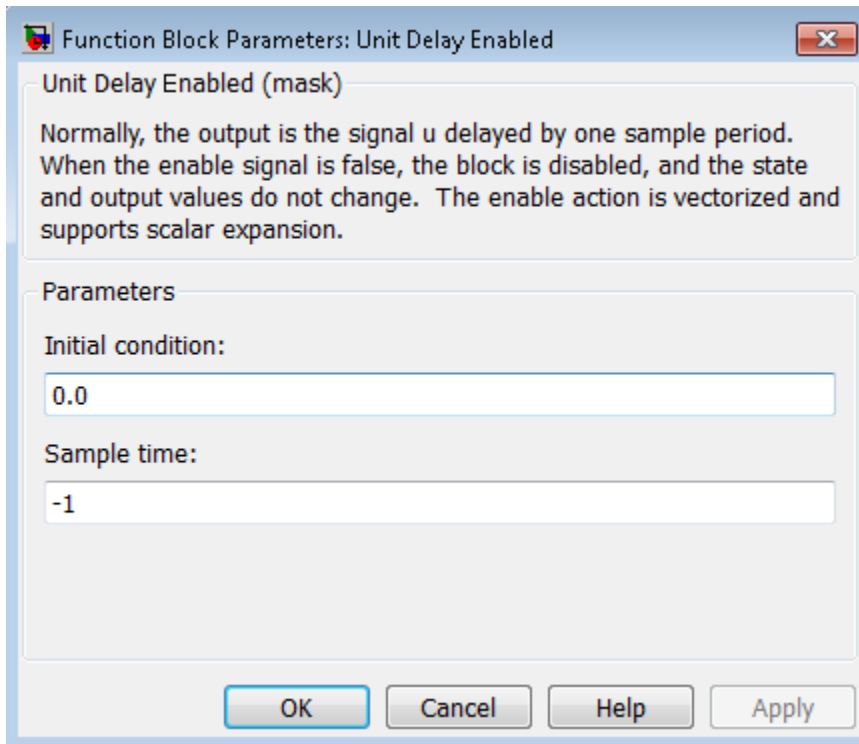 Function Block Parameters: Unit Delay Enabled
Unit Delay Enabled (mask)
Normally, the output is the signal u delayed by one sample period.
When the enable signal is false, the block is disabled, and the state
and output values do not change.  The enable action is vectorized and
supports scalar expansion.
Parameters
Initial condition:
0.0
Sample time:
-1
OK Cancel Help Apply